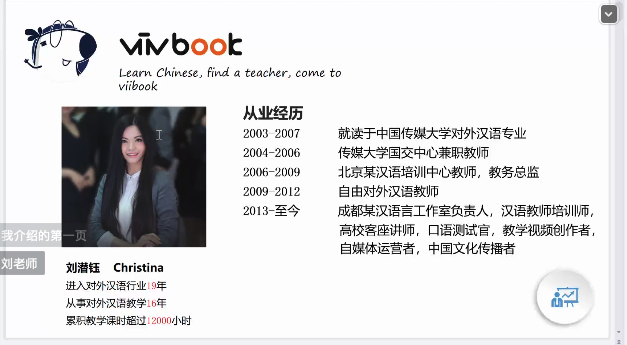 viivbook
Learn Chinese, find a teacher, come to
viibook
从业经历
2003-2007 就读于中国传媒大学对外汉语专业
2004-2006 传媒大学国交中心兼职教师
2006-2009 北京某汉语培训中心教师，教务总监
2009-2012 自由对外汉语教师
2013-至今 成都某汉语言工作室负责人，汉语教师培训师，
高校客座讲师，口语测试官，教学视频创作者，
自媒体运营者，中国文化传播者
我介绍的第一页
刘老师
刘潜钰 Christina
进入对外汉语行业19年
从事对外汉语教学16年
累积教学课时超过12000小时